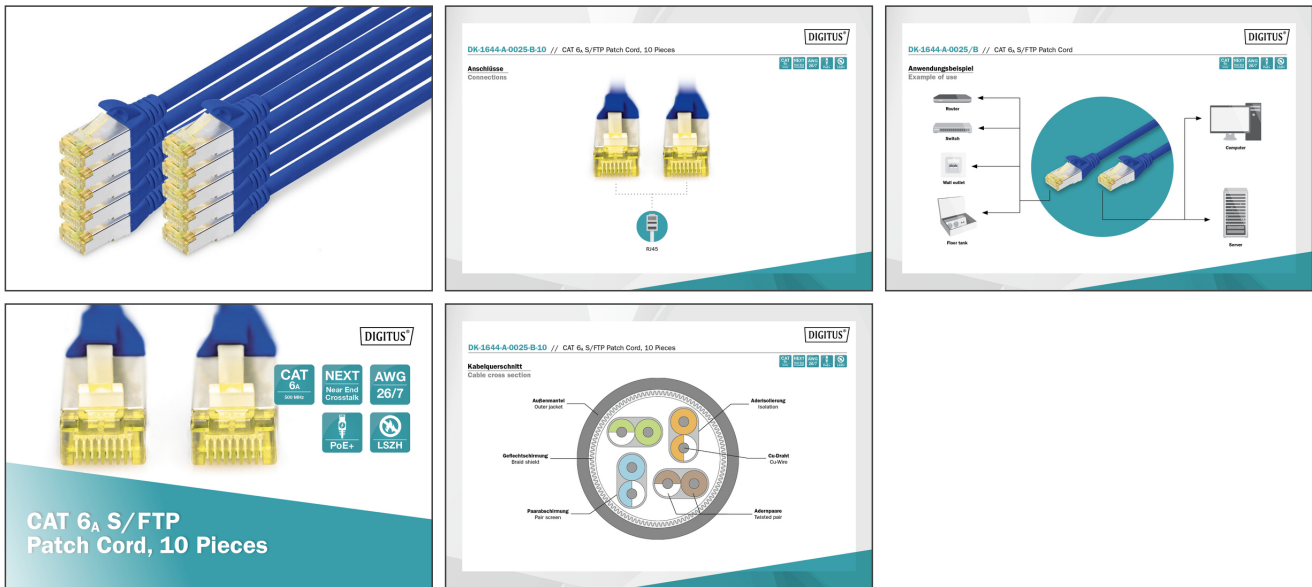 DIGITUS®
DK-1644-A-0025-B-10 // CAT 6A S/FTP Patch Cord, 10 Pieces
Anschlüsse
Connections
RJ45
DIGITUS®
DK-1644-A-0025/B // CAT 6A S/FTP Patch Cord
Anwendungsbeispiel
Example of use
Router
Switch
Wall outlet
Floor tank
Computer
Server
DIGITUS®
CAT 6A 500 MHz
NEXT Near End Crosstalk
AWG 26/7
PoE+
LSZH
CAT 6A S/FTP
Patch Cord, 10 Pieces
DIGITUS®
DK-1644-A-0025-B-10 // CAT 6A S/FTP Patch Cord, 10 Pieces
Kabelquerschnitt
Cable cross section
Außenmantel
Outer jacket
Geflechtschirmung
Braid shield
Paarabschirmung
Pair screen
Aderisolierung
Isolation
Cu-Draht
Cu-Wire
Adernpaare
Twisted pair